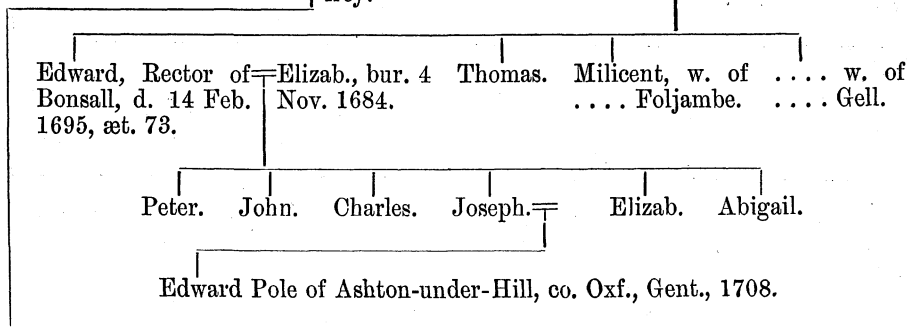 Edward, Rector of=Elizab., bur. 4 Thomas. Milicent, w. of .... w. of
Bonsall, d. 14 Feb. Nov. 1684. .... Foljambe. .... Gell.
1695, æt. 73.
Peter. John. Charles. Joseph.= Elizab. Abigail.
Edward Pole of Ashton-under-Hill, co. Oxf., Gent., 1708.